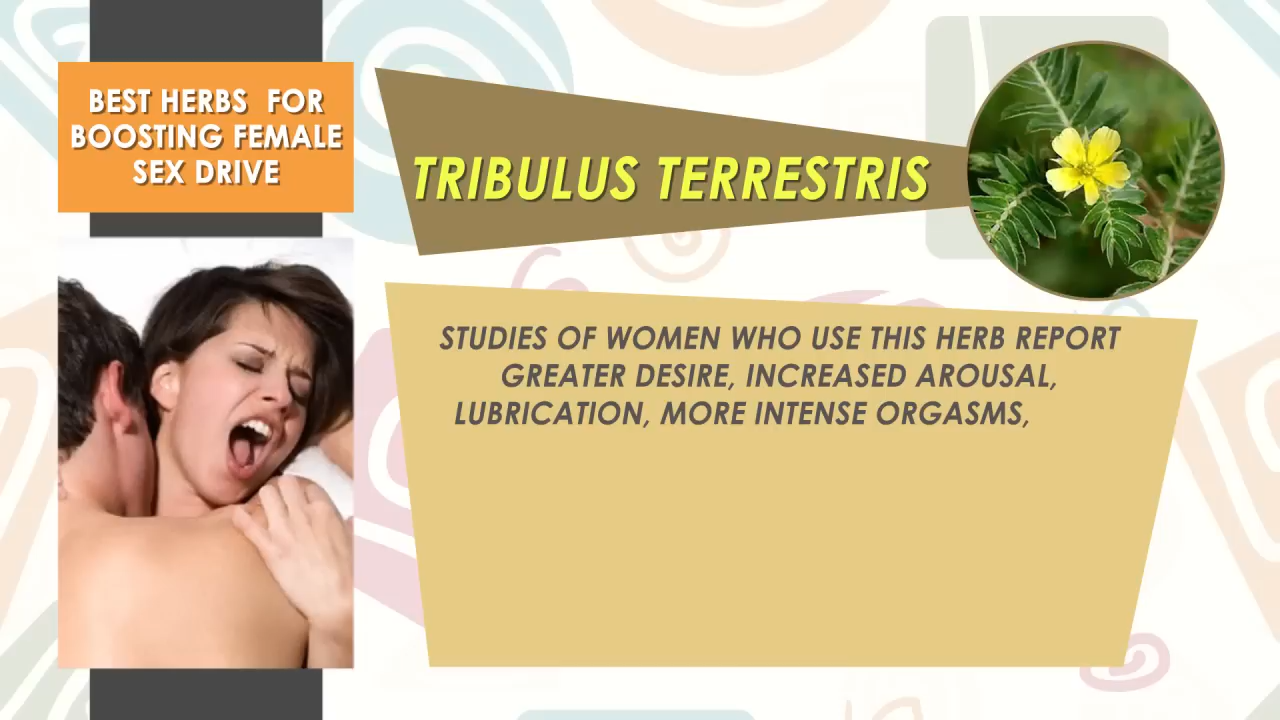 BEST HERBS FOR
BOOSTING FEMALE
SEX DRIVE
TRIBULUS TERRESTRIS
STUDIES OF WOMEN WHO USE THIS HERB REPORT
GREATER DESIRE, INCREASED AROUSAL,
LUBRICATION, MORE INTENSE ORGASMS,